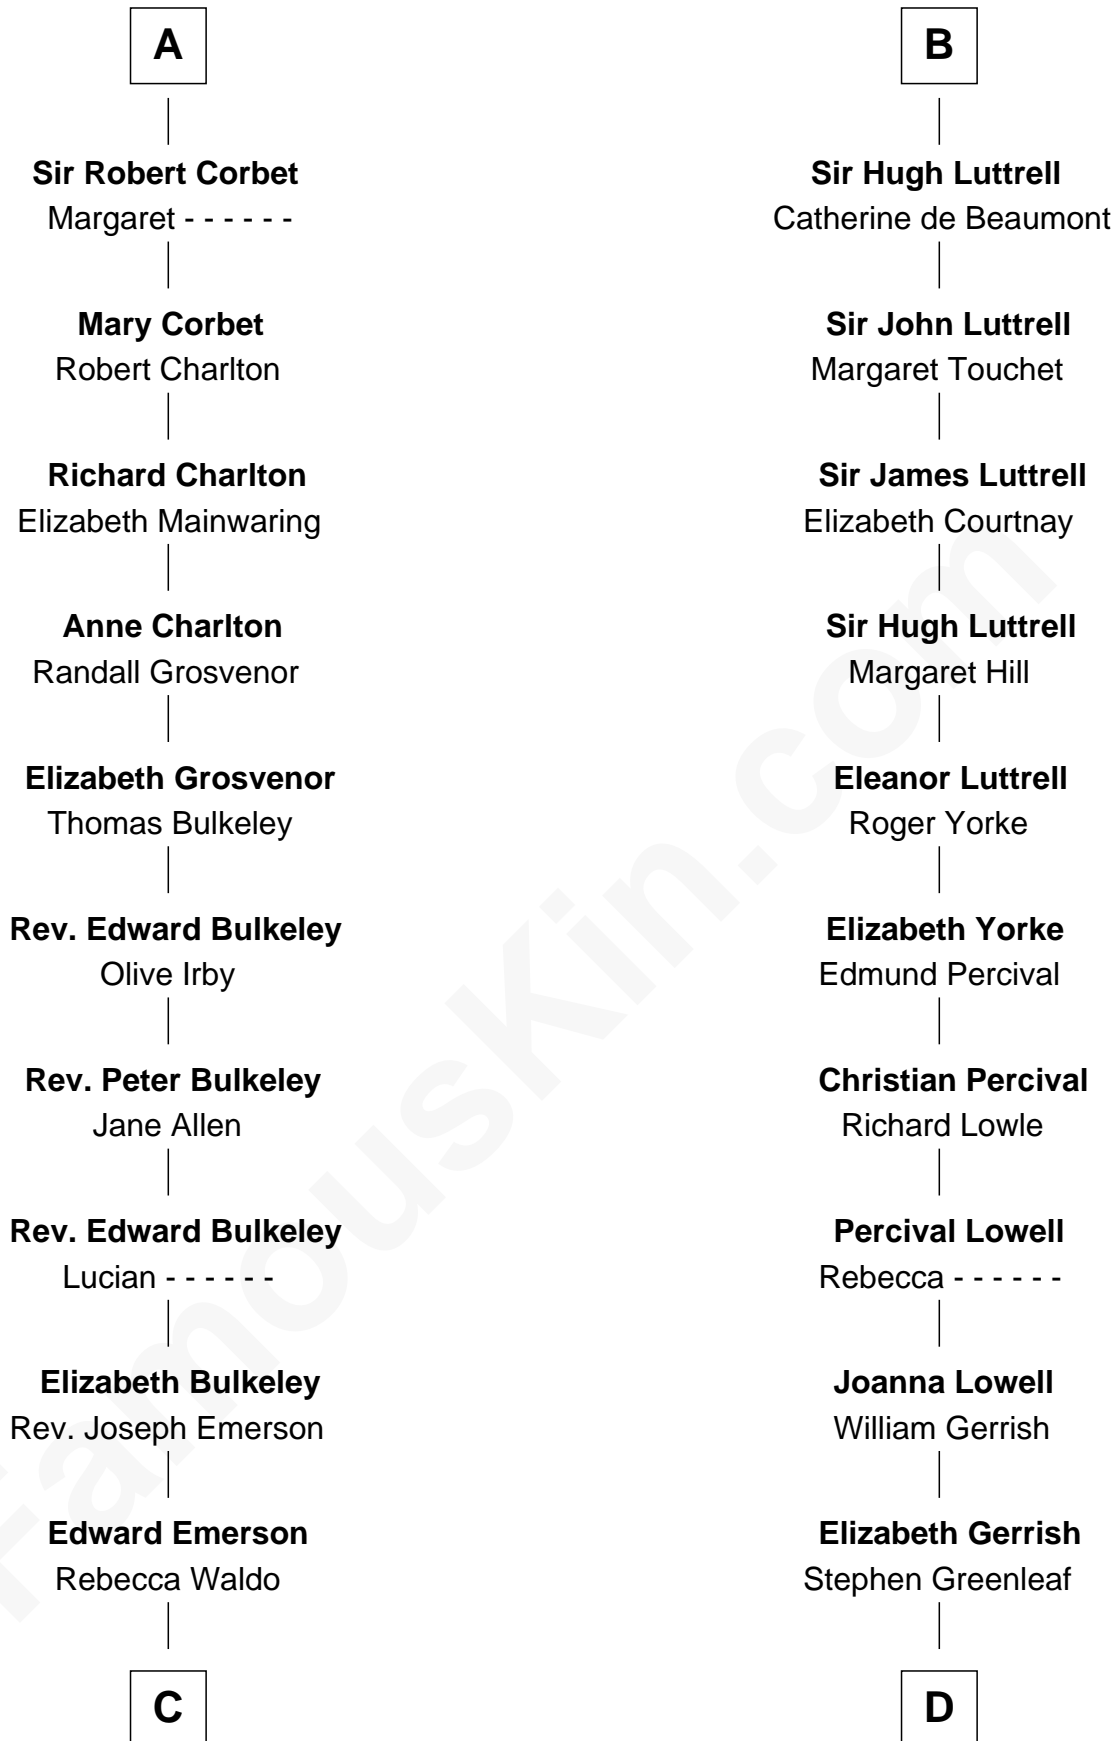 A
Sir Robert Corbet
Margaret - - - - - -
Mary Corbet
Robert Charlton
Richard Charlton
Elizabeth Mainwaring
Anne Charlton
Randall Grosvenor
Elizabeth Grosvenor
Thomas Bulkeley
Rev. Edward Bulkeley
Olive Irby
Rev. Peter Bulkeley
Jane Allen
Rev. Edward Bulkeley
Lucian - - - - - -
Elizabeth Bulkeley
Rev. Joseph Emerson
Edward Emerson
Rebecca Waldo
C
B
Sir Hugh Luttrell
Catherine de Beaumont
Sir John Luttrell
Margaret Touchet
Sir James Luttrell
Elizabeth Courtnay
Sir Hugh Luttrell
Margaret Hill
Eleanor Luttrell
Roger Yorke
Elizabeth Yorke
Edmund Percival
Christian Percival
Richard Lowle
Percival Lowell
Rebecca - - - - - -
Joanna Lowell
William Gerrish
Elizabeth Gerrish
Stephen Greenleaf
D
FamousKin.com